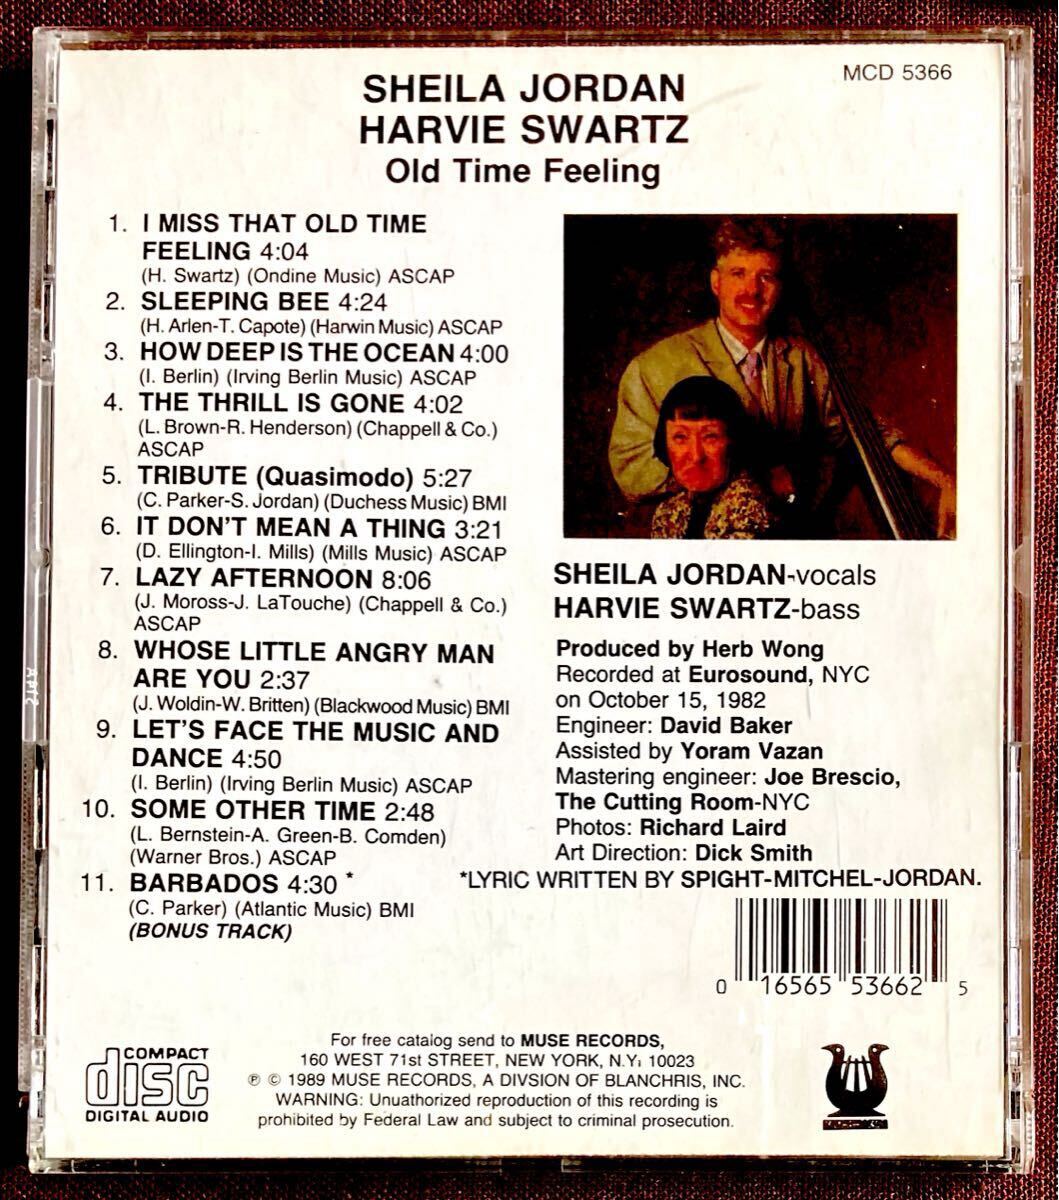 MCD 5366
SHEILA JORDAN
HARVIE SWARTZ
Old Time Feeling
1. I MISS THAT OLD TIME
FEELING 4:04
(H. Swartz) (Ondine Music) ASCAP
2. SLEEPING BEE 4:24
(H. Arlen-T. Capote) (Harwin Music) ASCAP
3. HOW DEEP IS THE OCEAN 4:00
(I. Berlin) (Irving Berlin Music) ASCAP
4. THE THRILL IS GONE 4:02
(L. Brown-R. Henderson) (Chappell & Co.)
ASCAP
5. TRIBUTE (Quasimodo) 5:27
(C. Parker-S. Jordan) (Duchess Music) BMI
6. IT DON'T MEAN A THING 3:21
(D. Ellington-I. Mills) (Mills Music) ASCAP
7. LAZY AFTERNOON 8:06
(J. Moross-J. LaTouche) (Chappell & Co.)
ASCAP
8. WHOSE LITTLE ANGRY MAN
ARE YOU 2:37
(J. Woldin-W. Britten) (Blackwood Music) BMI
9. LET'S FACE THE MUSIC AND
DANCE 4:50
(I. Berlin) (Irving Berlin Music) ASCAP
10. SOME OTHER TIME 2:48
(L. Bernstein-A. Green-B. Comden)
(Warner Bros.) ASCAP
11. BARBADOS 4:30 *
(C. Parker) (Atlantic Music) BMI
(BONUS TRACK)
SHEILA JORDAN-vocals
HARVIE SWARTZ-bass
Produced by Herb Wong
Recorded at Eurosound, NYC
on October 15, 1982
Engineer: David Baker
Assisted by Yoram Vazan
Mastering engineer: Joe Brescio,
The Cutting Room-NYC
Photos: Richard Laird
Art Direction: Dick Smith
*LYRIC WRITTEN BY SPIGHT-MITCHEL-JORDAN.
0 16565 53662 5
COMPACT
disc
DIGITAL AUDIO
For free catalog send to MUSE RECORDS,
160 WEST 71st STREET, NEW YORK, N.Y. 10023
℗ © 1989 MUSE RECORDS, A DIVSION OF BLANCHRIS, INC.
WARNING: Unauthorized reproduction of this recording is
prohibited by Federal Law and subject to criminal prosecution.